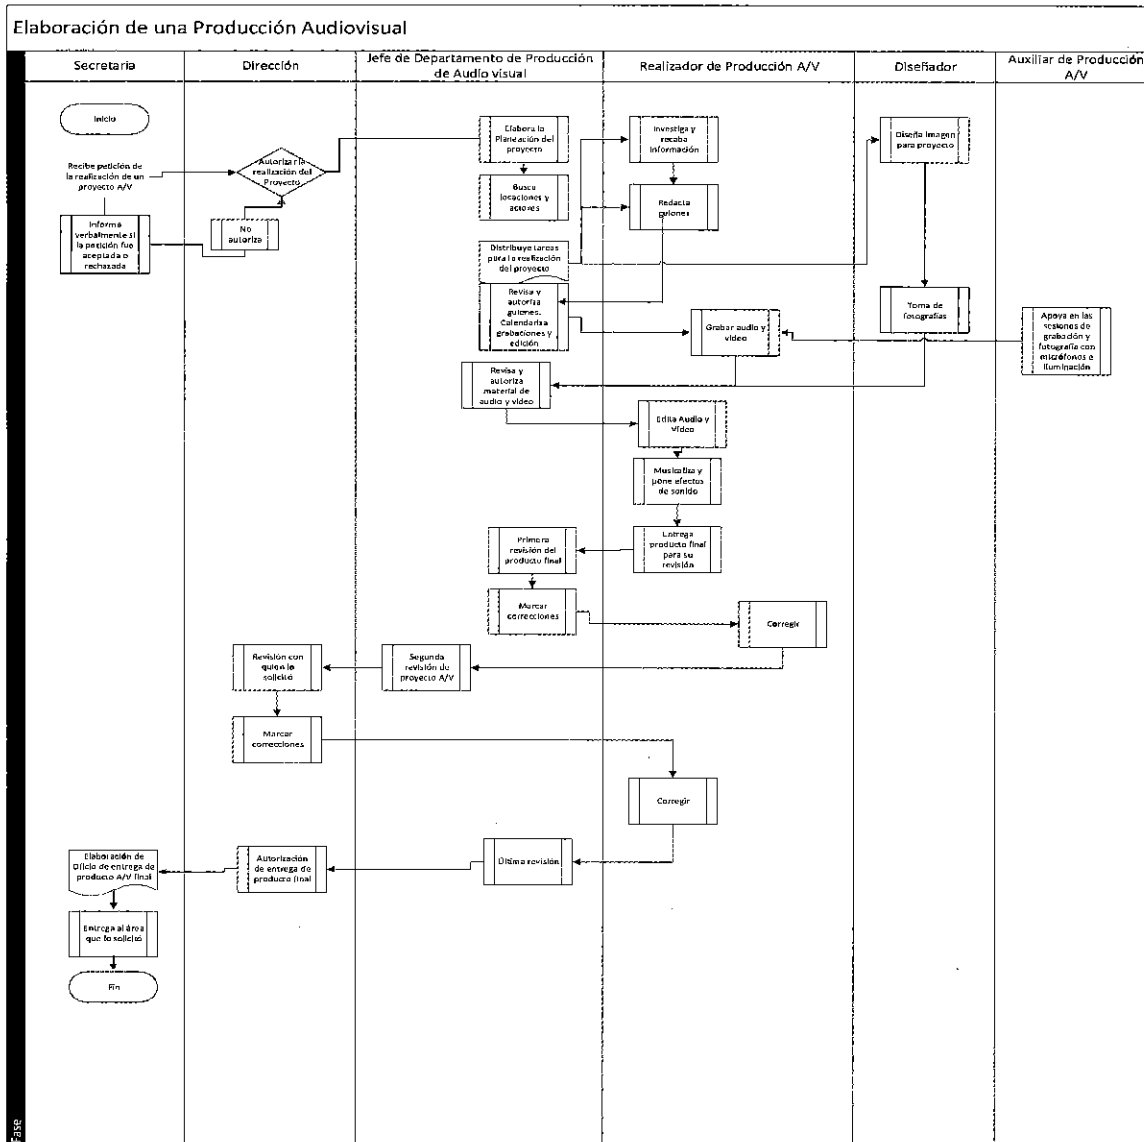 Elaboración de una Producción Audiovisual
Secretaria
Dirección
Jefe de Departamento de Producción
de Audio visual
Realizador de Producción A/V
Diseñador
Auxiliar de Producción
A/V
Inicio
Recibe petición de
la realización de un
proyecto A/V
Informa
verbalmente si
la petición fue
aceptada o
rechazada
Autorizar la
realización del
Proyecto
No
autoriza
Elabora la
Planeación del
proyecto
Busca
locaciones y
actores
Distribuye tareas
para la realización
del proyecto
Revisa y
autoriza
guiones.
Calendariza
grabaciones y
edición
Investiga y
recaba
información
Redacta
guiones
Diseña imagen
para proyecto
Toma de
fotografías
Grabar audio y
video
Apoya en las
sesiones de
grabación y
fotografía con
micrófonos e
iluminación
Revisa y
autoriza
material de
audio y video
Edita Audio y
Video
Musicaliza y
pone efectos
de sonido
Entrega
producto final
para su
revisión
Primera
revisión del
producto final
Marcar
correcciones
Corregir
Segunda
revisión de
proyecto A/V
Revisión con
quien lo
solicitó
Marcar
correcciones
Corregir
Última revisión
Autorización
de entrega de
producto final
Elaboración de
Oficio de entrega de
producto A/V final
Entrega al área
que lo solicitó
Fin
Fase